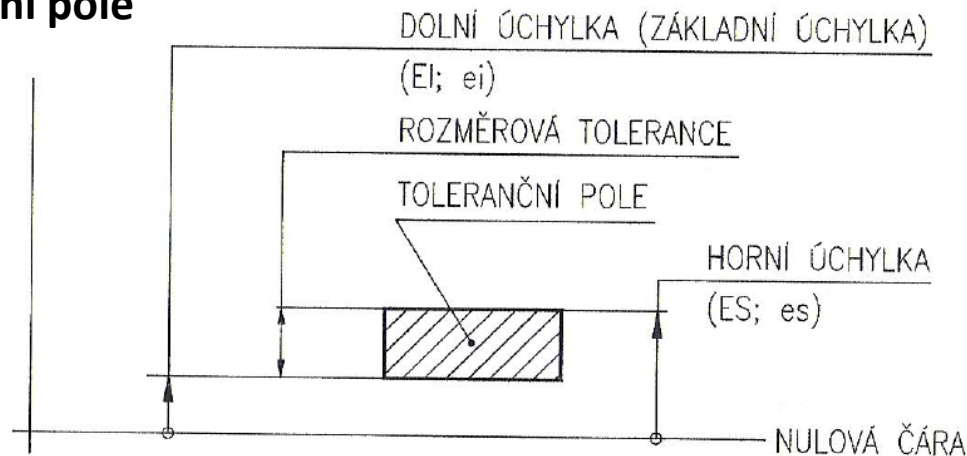 ní pole
DOLNÍ ÚCHYLKA (ZÁKLADNÍ ÚCHYLKA)
(EI; ei)
ROZMĚROVÁ TOLERANCE
TOLERANČNÍ POLE
HORNÍ ÚCHYLKA
(ES; es)
NULOVÁ ČÁRA